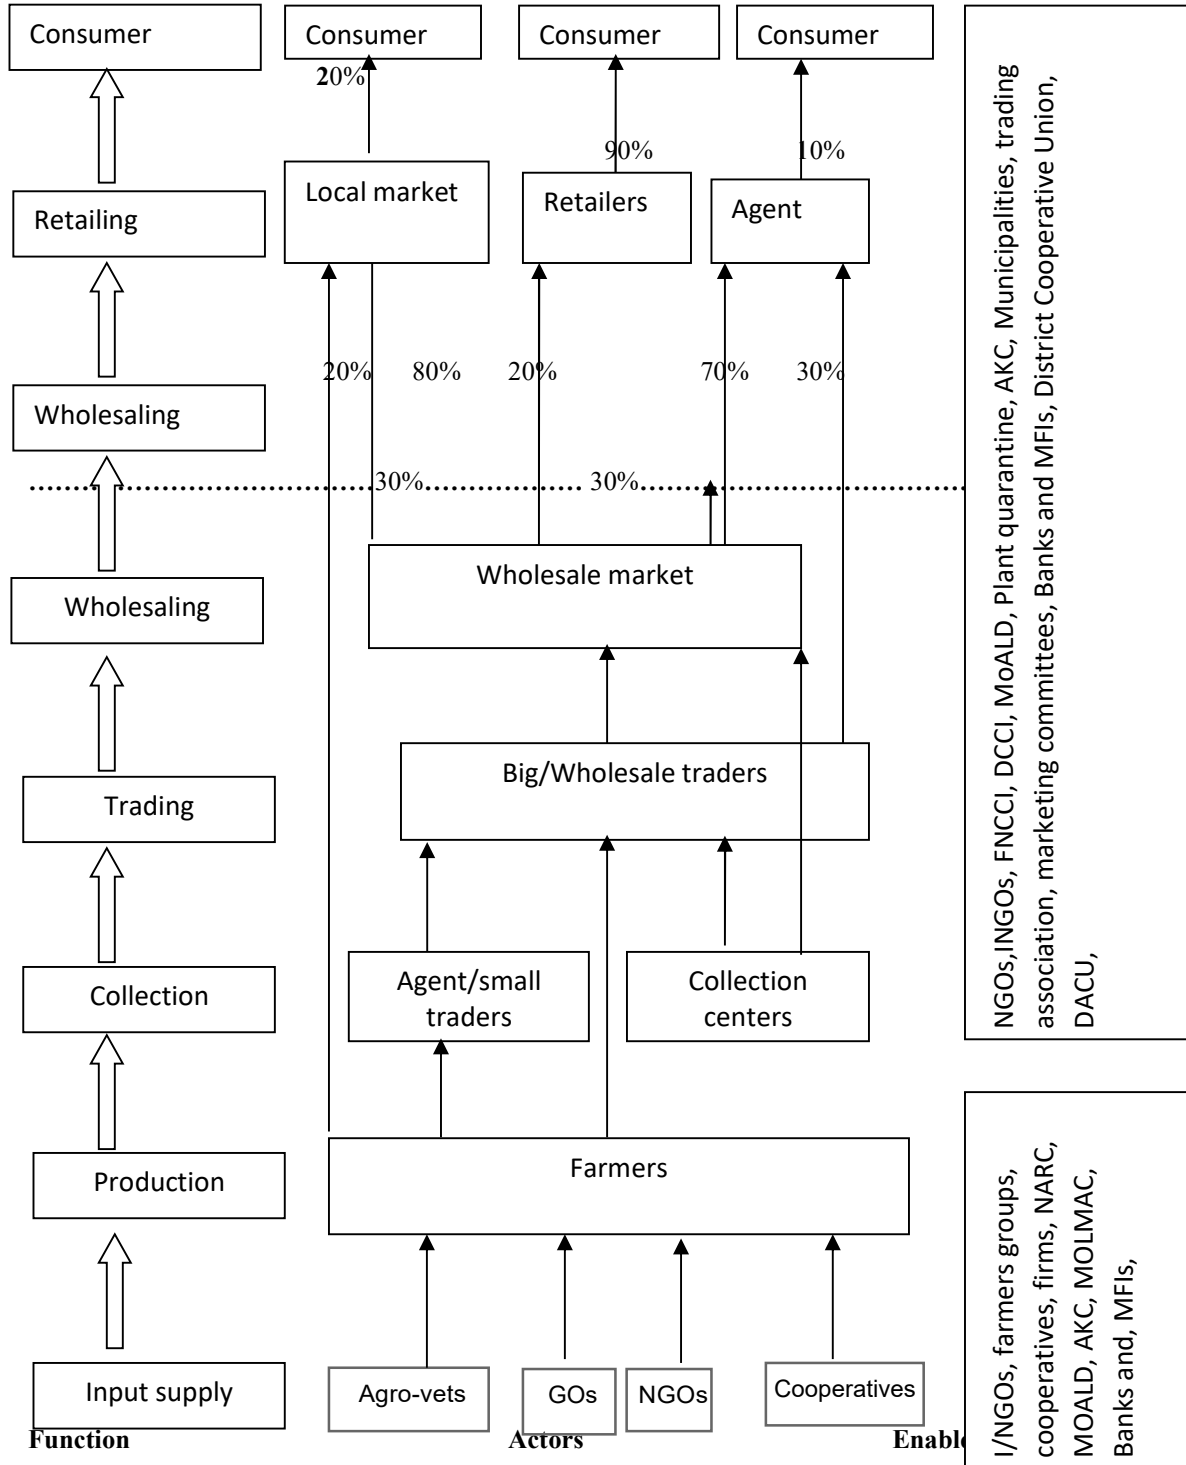 Consumer
Consumer
Consumer
Consumer
20%
90%
10%
Retailing
Local market
Retailers
Agent
20%
80%
20%
70%
30%
Wholesaling
30%
30%
Wholesaling
Wholesale market
Trading
Big/Wholesale traders
Collection
Agent/small
traders
Collection
centers
Production
Farmers
Input supply
Agro-vets
GOs
NGOs
Cooperatives
Function
Actors
Enable
NGOs,INGOs, FNCCI, DCCI, MoALD, Plant quarantine, AKC, Municipalities, trading
association, marketing committees, Banks and MFIs, District Cooperative Union,
DACU,
I/NGOs, farmers groups,
cooperatives, firms, NARC,
MOALD, AKC, MOLMAC,
Banks and, MFIs,